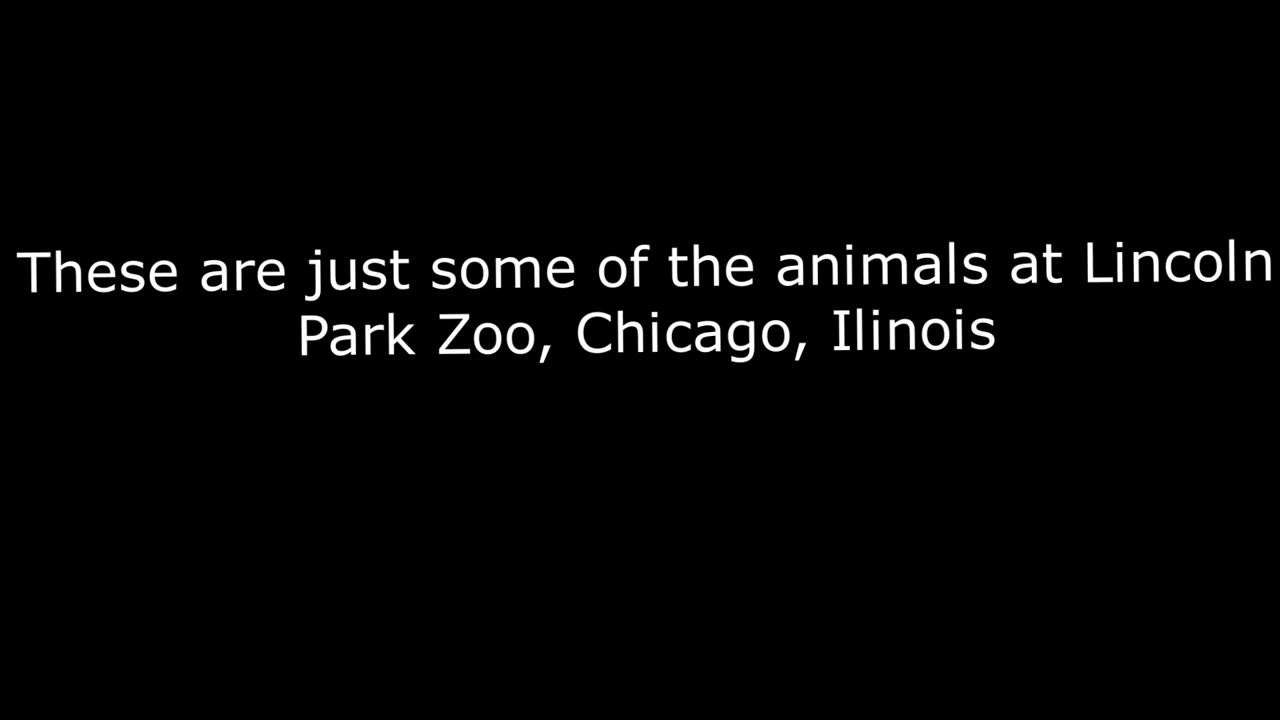 These are just some of the animals at Lincoln
Park Zoo, Chicago, Ilinois